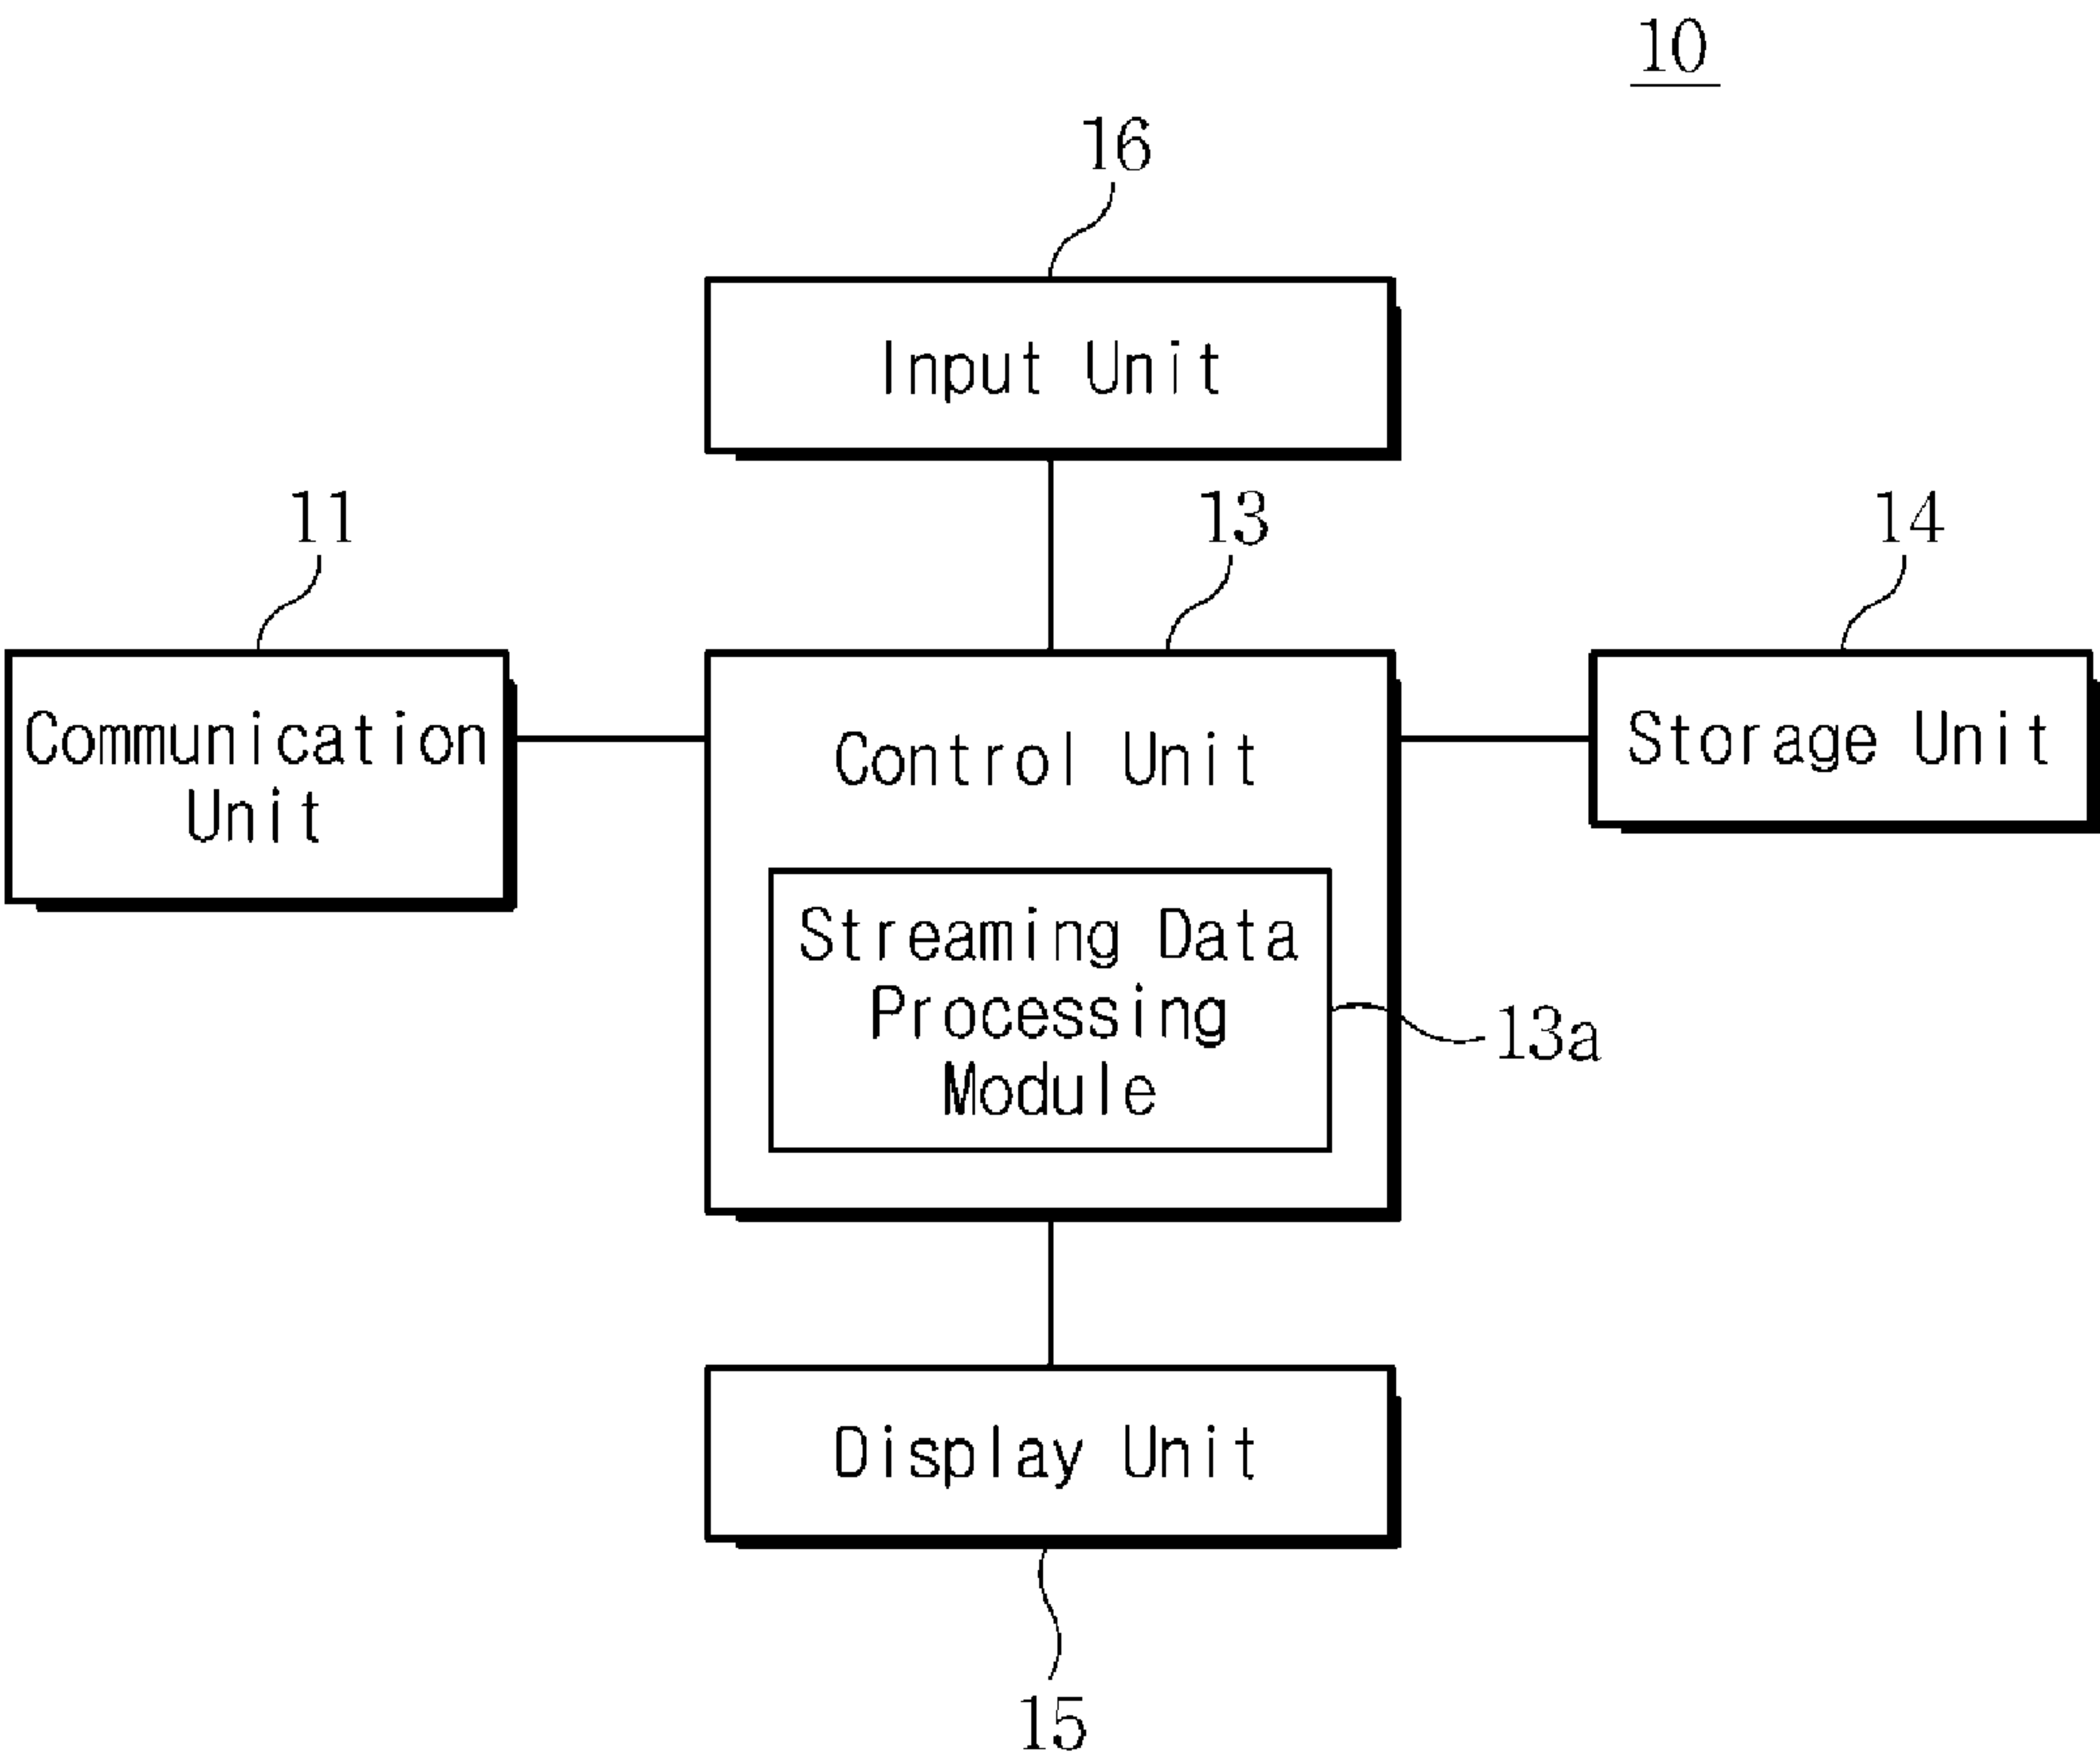 10
16
Input Unit
11
13
14
Communication
Unit
Control Unit
Storage Unit
Streaming Data
Processing
Module
13a
Display Unit
15